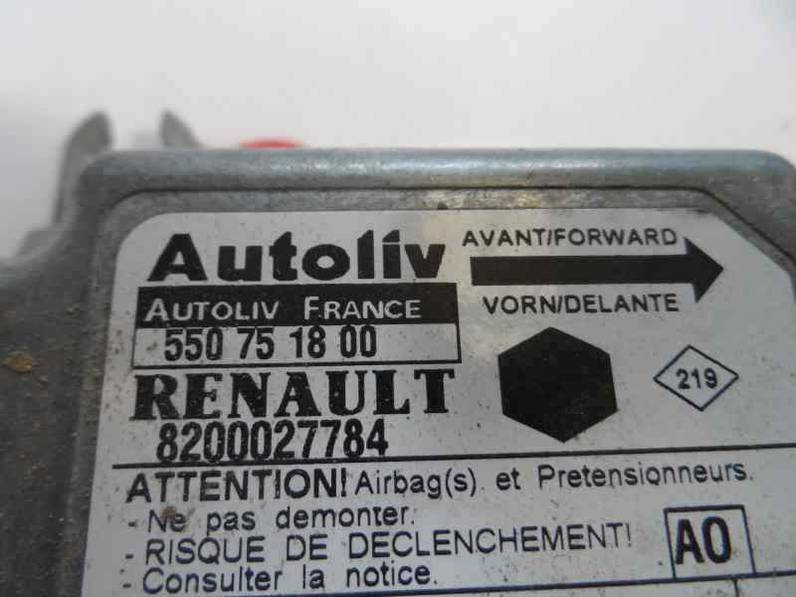 Autoliv
AVANT/FORWARD
AUTOLIV FRANCE
VORN/DELANTE
550 75 18 00
RENAULT
219
8200027784
ATTENTION! Airbag(s) et Pretensionneurs.
- Ne pas demonter.
- RISQUE DE DECLENCHEMENT!
A0
- Consulter la notice.